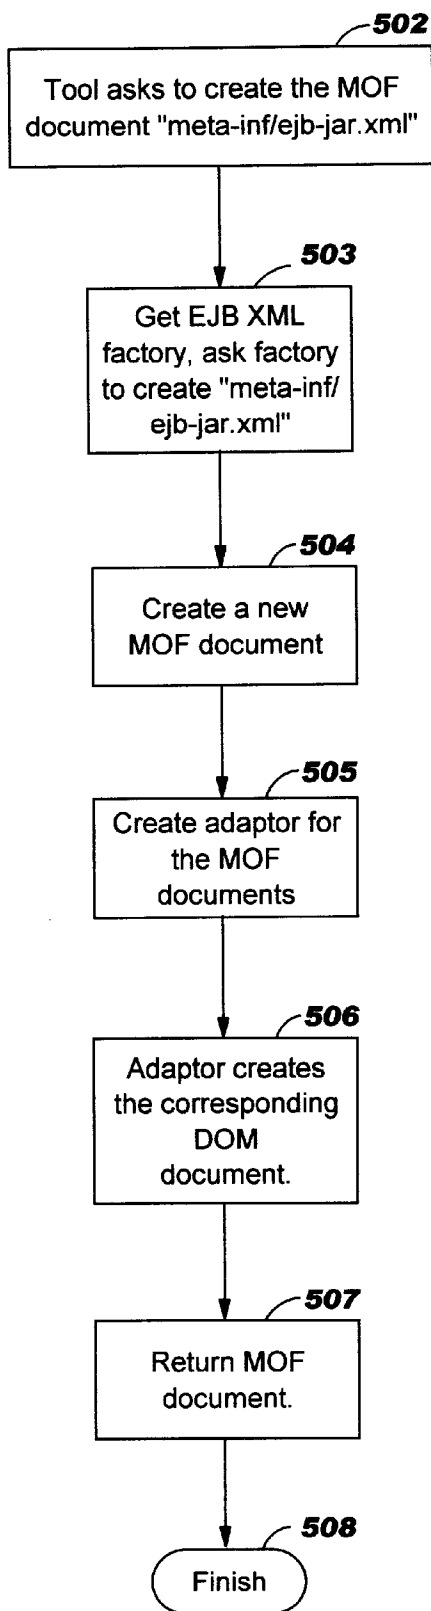 502
Tool asks to create the MOF
document "meta-inf/ejb-jar.xml"
503
Get EJB XML
factory, ask factory
to create "meta-inf/
ejb-jar.xml"
504
Create a new
MOF document
505
Create adaptor for
the MOF
documents
506
Adaptor creates
the corresponding
DOM
document.
507
Return MOF
document.
508
Finish